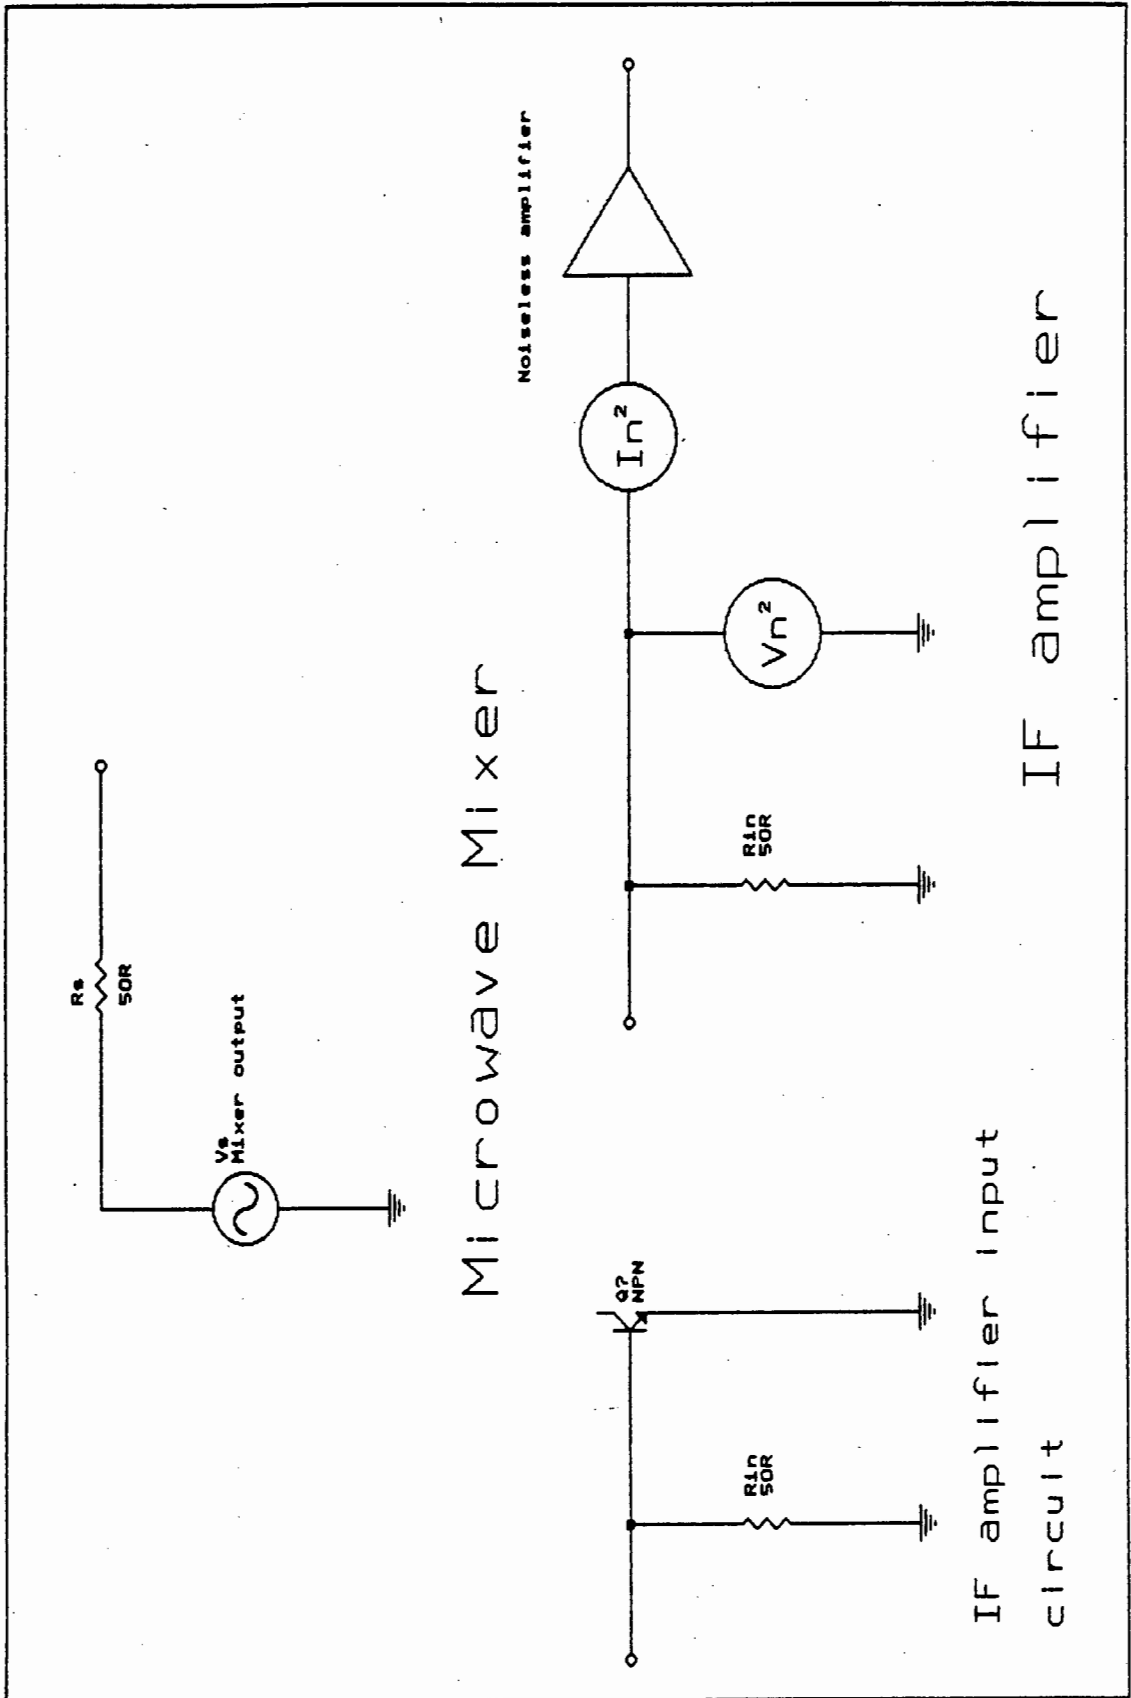 Rs
50R
Vs
Mixer output
Microwave Mixer
Q?
NPN
Rin
50R
IF amplifier input
circuit
Noiseless amplifier
In²
Vn²
Rin
50R
IF amplifier